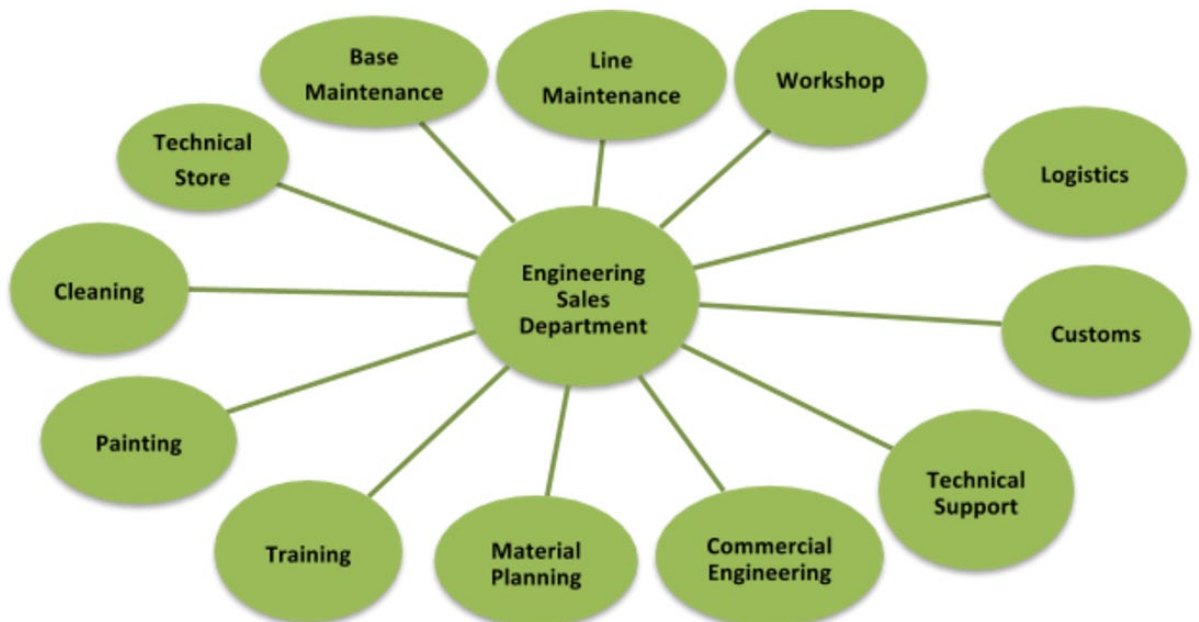 Base
Maintenance
Line
Maintenance
Workshop
Technical
Store
Logistics
Cleaning
Engineering
Sales
Department
Customs
Painting
Technical
Support
Training
Material
Planning
Commercial
Engineering